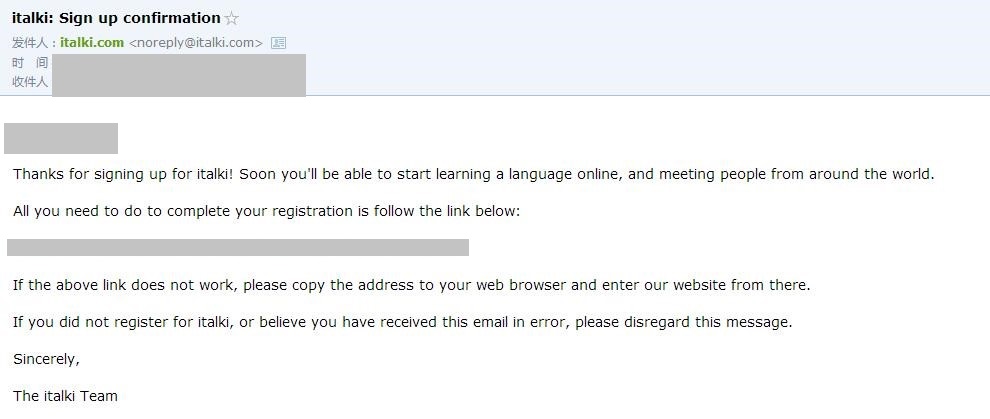 italki: Sign up confirmation☆
发件人：italki.com <noreply@italki.com>
时　间
收件人
Thanks for signing up for italki! Soon you'll be able to start learning a language online, and meeting people from around the world.
All you need to do to complete your registration is follow the link below:
If the above link does not work, please copy the address to your web browser and enter our website from there.
If you did not register for italki, or believe you have received this email in error, please disregard this message.
Sincerely,
The italki Team